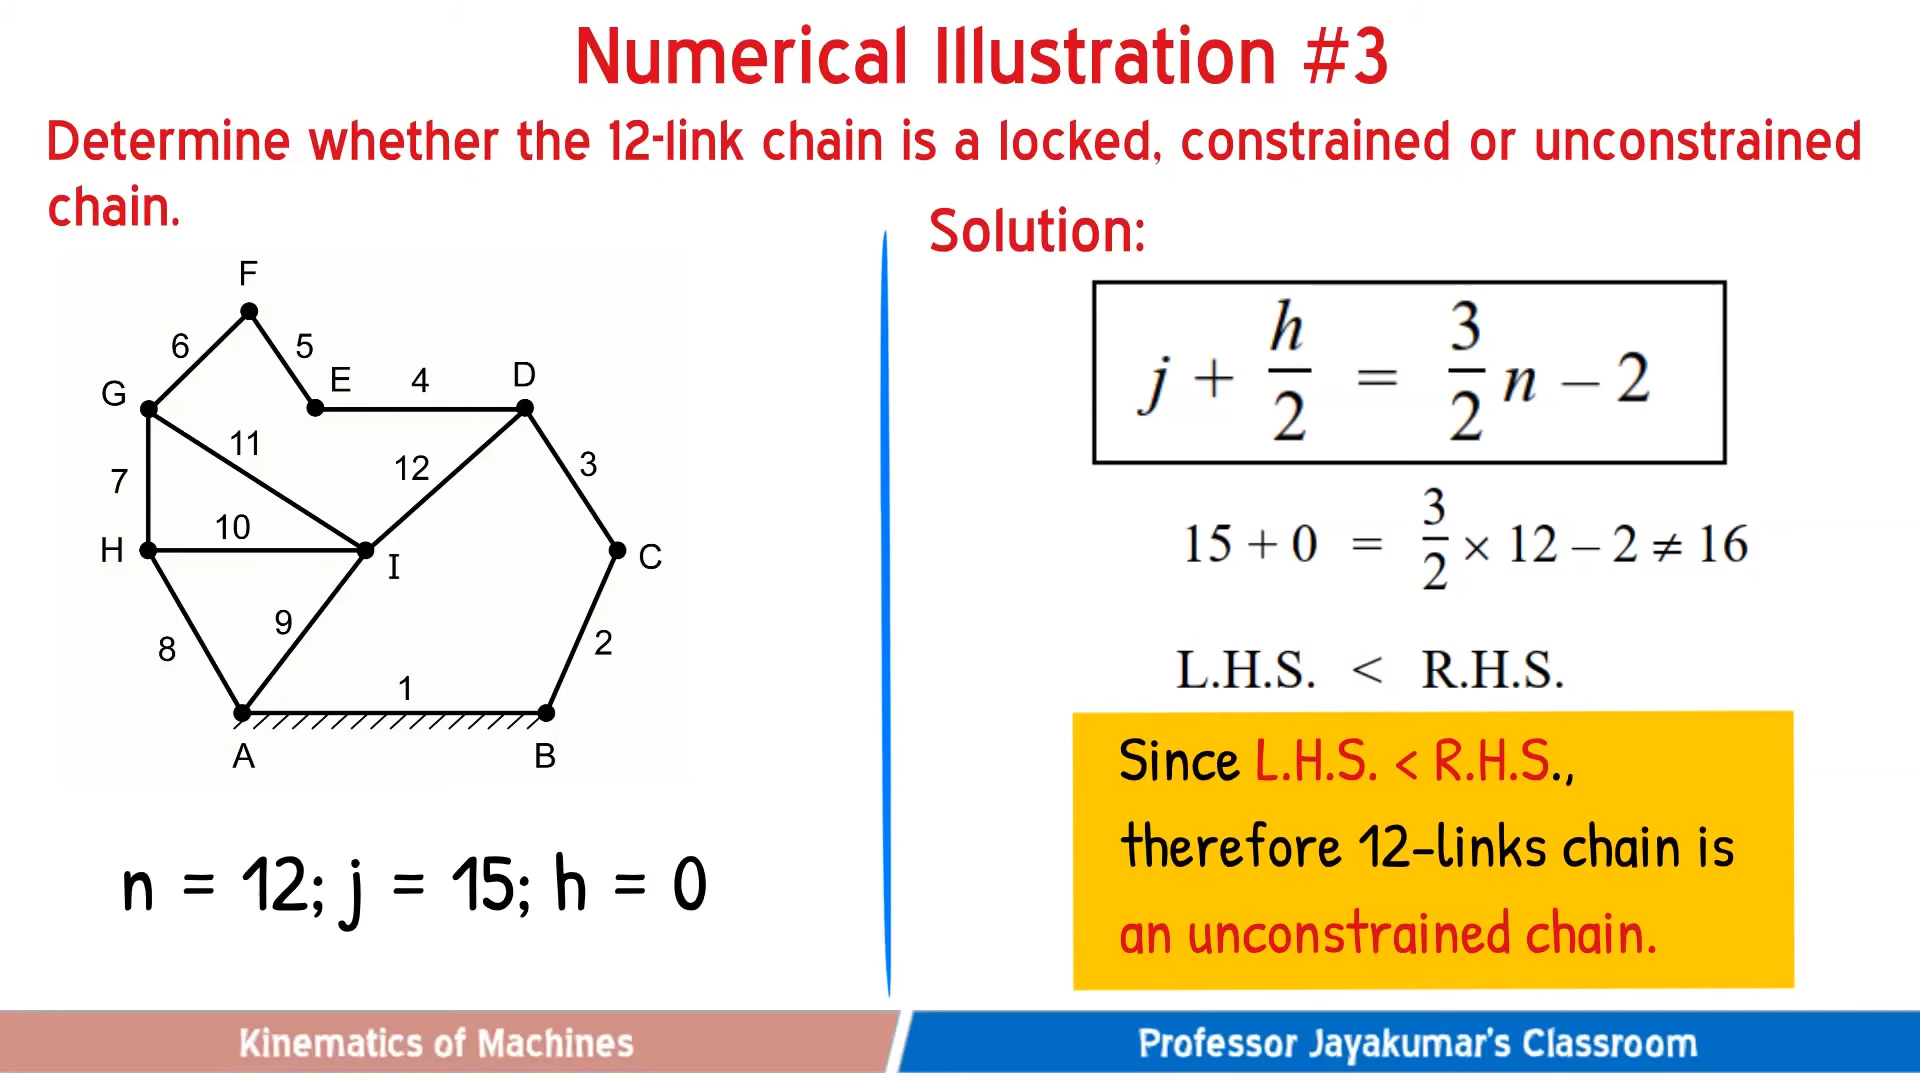 Numerical Illustration #3
Determine whether the 12-link chain is a locked, constrained or unconstrained
chain.
F
6
5
G
E
4
D
11
12
3
7
10
H
I
C
9
8
2
1
A
B
n = 12; j = 15; h = 0
Solution:
j + h/2 = 3/2 n – 2
15 + 0 = 3/2 × 12 – 2 ≠ 16
L.H.S. < R.H.S.
Since L.H.S. < R.H.S.,
therefore 12-links chain is
an unconstrained chain.
Kinematics of Machines
Professor Jayakumar's Classroom